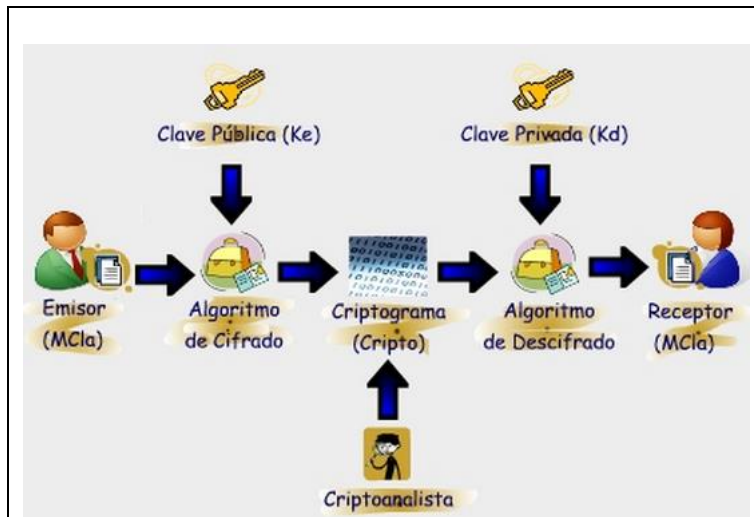 Clave Pública (Ke)
Clave Privada (Kd)
Emisor
(MCla)
Algoritmo
de Cifrado
Criptograma
(Cripto)
Algoritmo
de Descifrado
Receptor
(MCla)
Criptoanalista